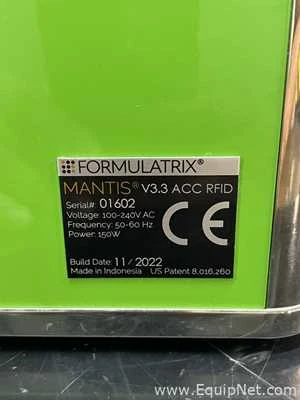 FORMULATRIX®
MANTIS® V3.3 ACC RFID
Serial# 01602
Voltage: 100-240V AC
Frequency: 50-60 Hz
Power: 150W
CE
Build Date: 11/2022
Made in Indonesia US Patent 8,016,260
EquipNet
www.EquipNet.com